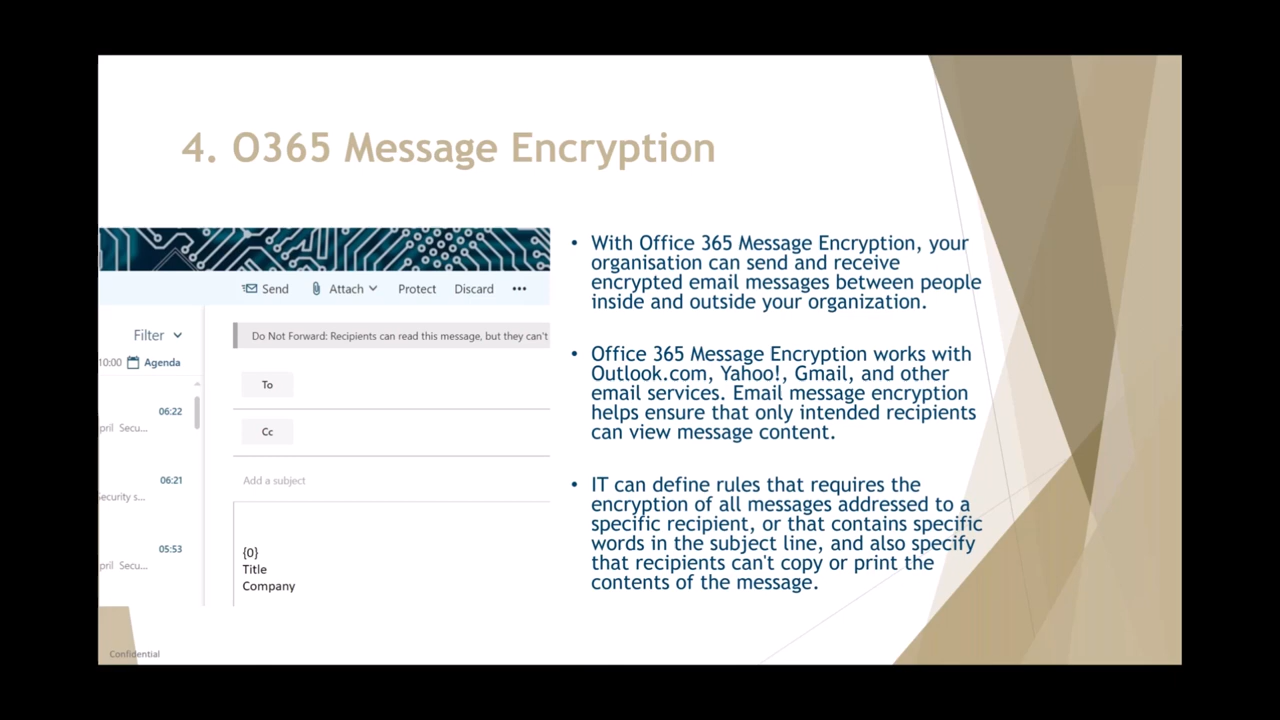 4. O365 Message Encryption
Send Attach Protect Discard •••
Filter
Do Not Forward: Recipients can read this message, but they can't
10:00 Agenda
To
06:22
pril Secu...
Cc
06:21
Add a subject
Security s...
05:53
pril Secu...
{0}
Title
Company
• With Office 365 Message Encryption, your
organisation can send and receive
encrypted email messages between people
inside and outside your organization.
• Office 365 Message Encryption works with
Outlook.com, Yahoo!, Gmail, and other
email services. Email message encryption
helps ensure that only intended recipients
can view message content.
• IT can define rules that requires the
encryption of all messages addressed to a
specific recipient, or that contains specific
words in the subject line, and also specify
that recipients can't copy or print the
contents of the message.
Confidential